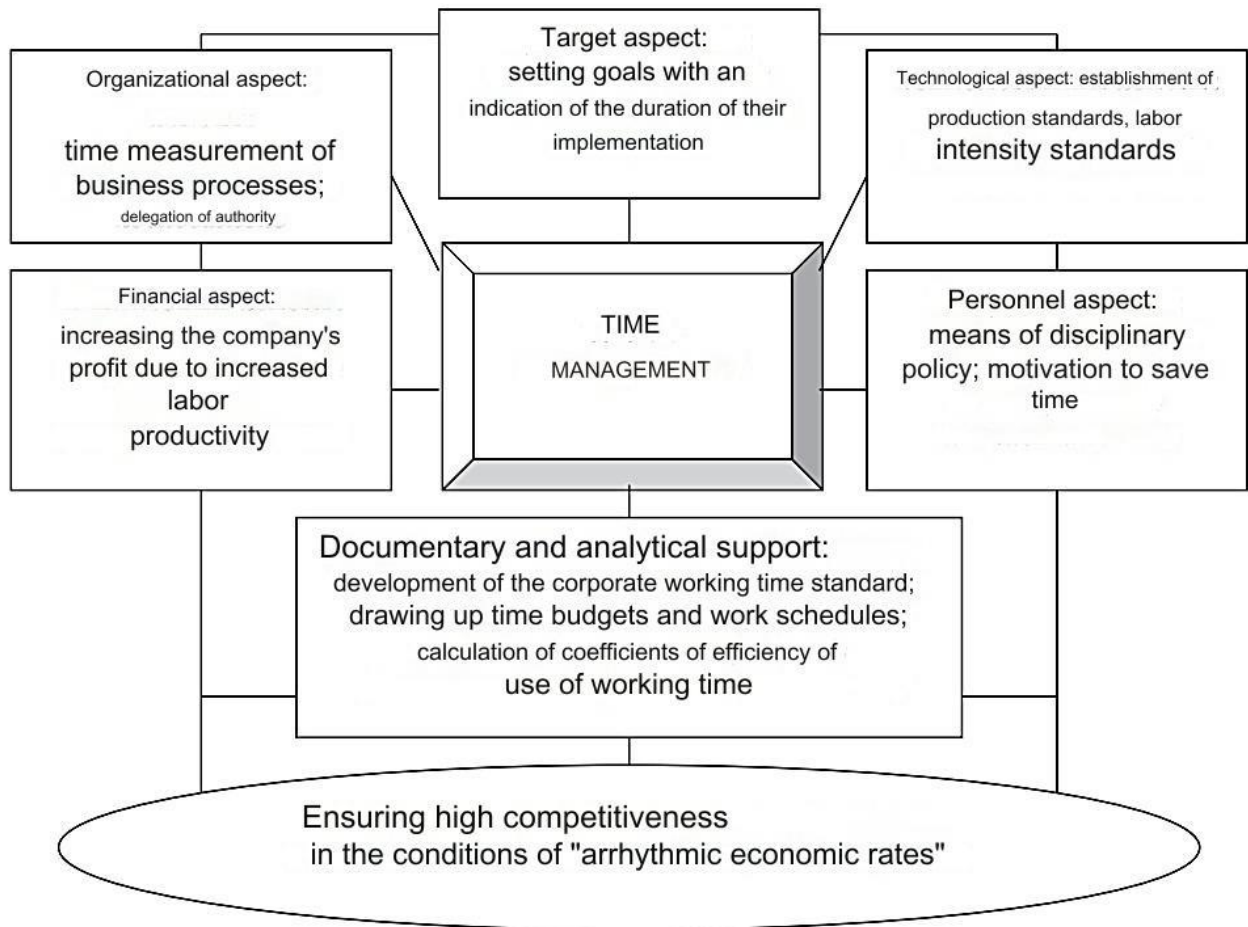 Target aspect:
setting goals with an
indication of the duration of their
implementation
Organizational aspect:
time measurement of
business processes;
delegation of authority
Technological aspect: establishment of
production standards, labor
intensity standards
Financial aspect:
increasing the company's
profit due to increased
labor
productivity
TIME
MANAGEMENT
Personnel aspect:
means of disciplinary
policy; motivation to save
time
Documentary and analytical support:
development of the corporate working time standard;
drawing up time budgets and work schedules;
calculation of coefficients of efficiency of
use of working time
Ensuring high competitiveness
in the conditions of "arrhythmic economic rates"